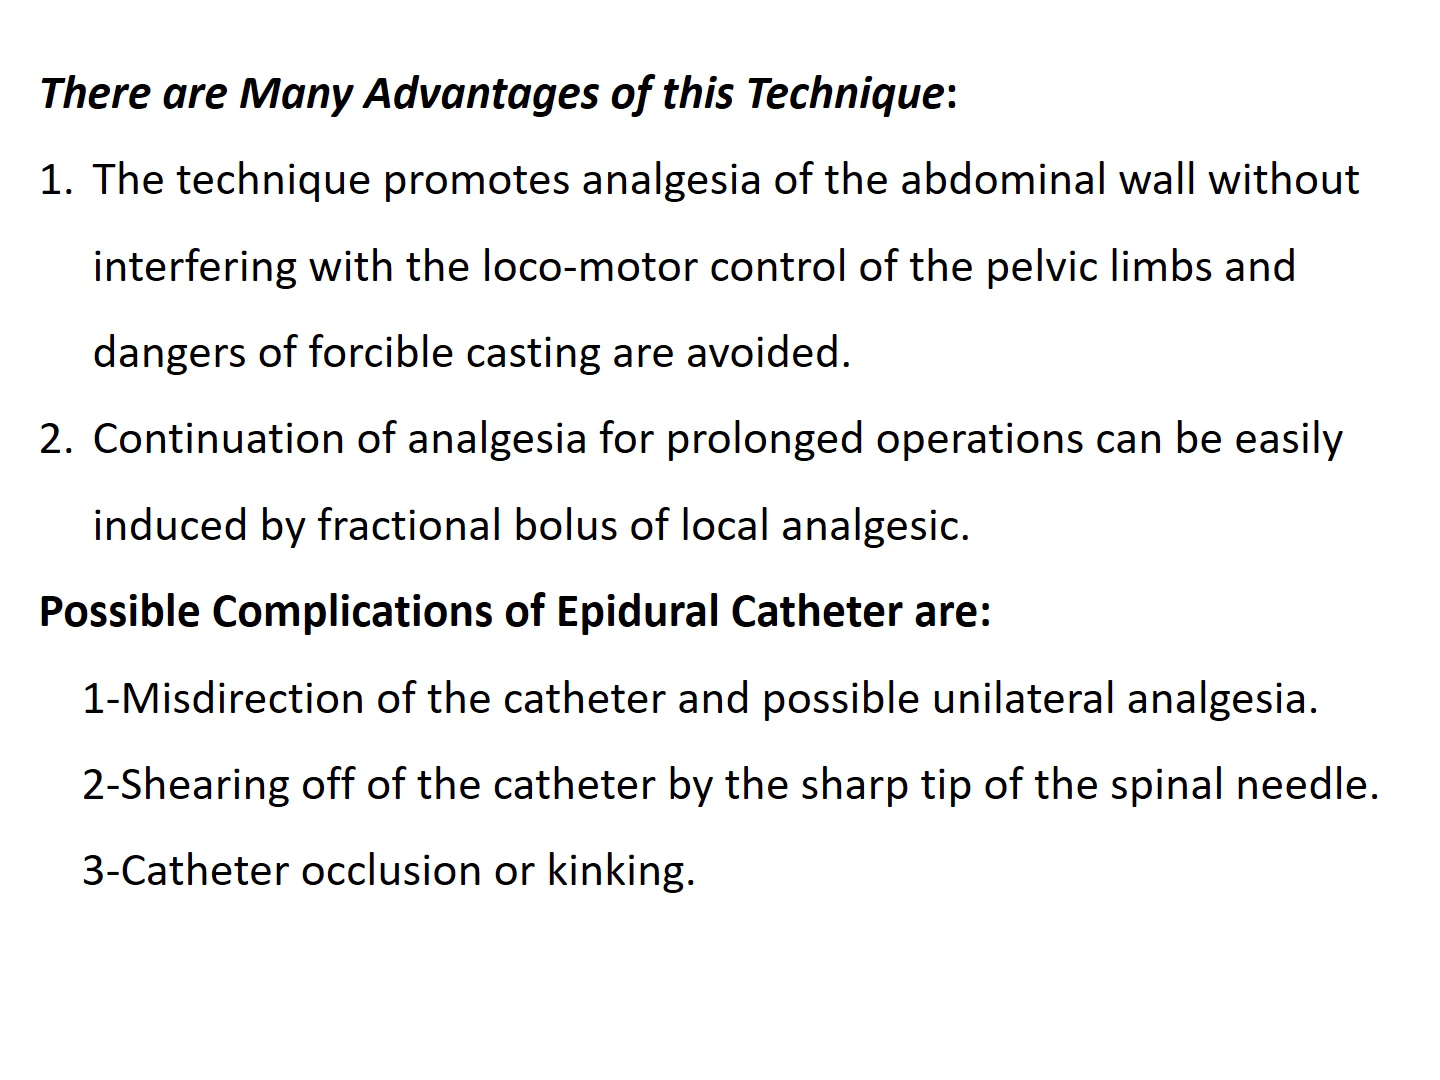 There are Many Advantages of this Technique:
1. The technique promotes analgesia of the abdominal wall without
interfering with the loco-motor control of the pelvic limbs and
dangers of forcible casting are avoided.
2. Continuation of analgesia for prolonged operations can be easily
induced by fractional bolus of local analgesic.
Possible Complications of Epidural Catheter are:
1-Misdirection of the catheter and possible unilateral analgesia.
2-Shearing off of the catheter by the sharp tip of the spinal needle.
3-Catheter occlusion or kinking.